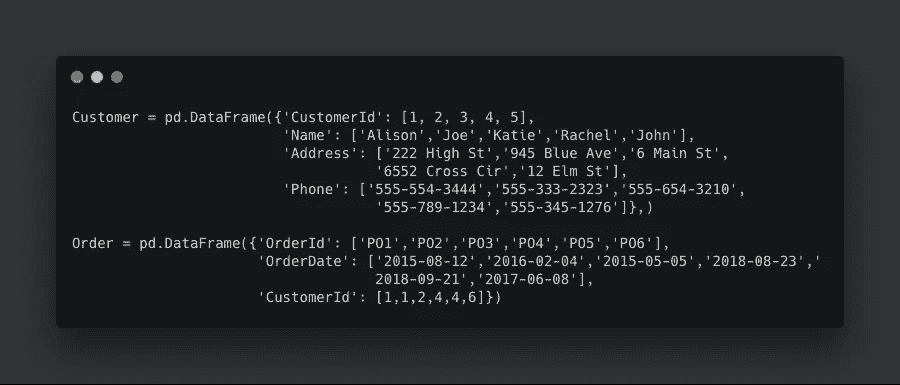 Customer = pd.DataFrame({'CustomerId': [1, 2, 3, 4, 5],
                         'Name': ['Alison','Joe','Katie','Rachel','John'],
                         'Address': ['222 High St','945 Blue Ave','6 Main St',
                                    '6552 Cross Cir','12 Elm St'],
                         'Phone': ['555-554-3444','555-333-2323','555-654-3210',
                                    '555-789-1234','555-345-1276']},)

Order = pd.DataFrame({'OrderId': ['PO1','PO2','PO3','PO4','PO5','PO6'],
                      'OrderDate': ['2015-08-12','2016-02-04','2015-05-05','2018-08-23','
                                    2018-09-21','2017-06-08'],
                      'CustomerId': [1,1,2,4,4,6]})